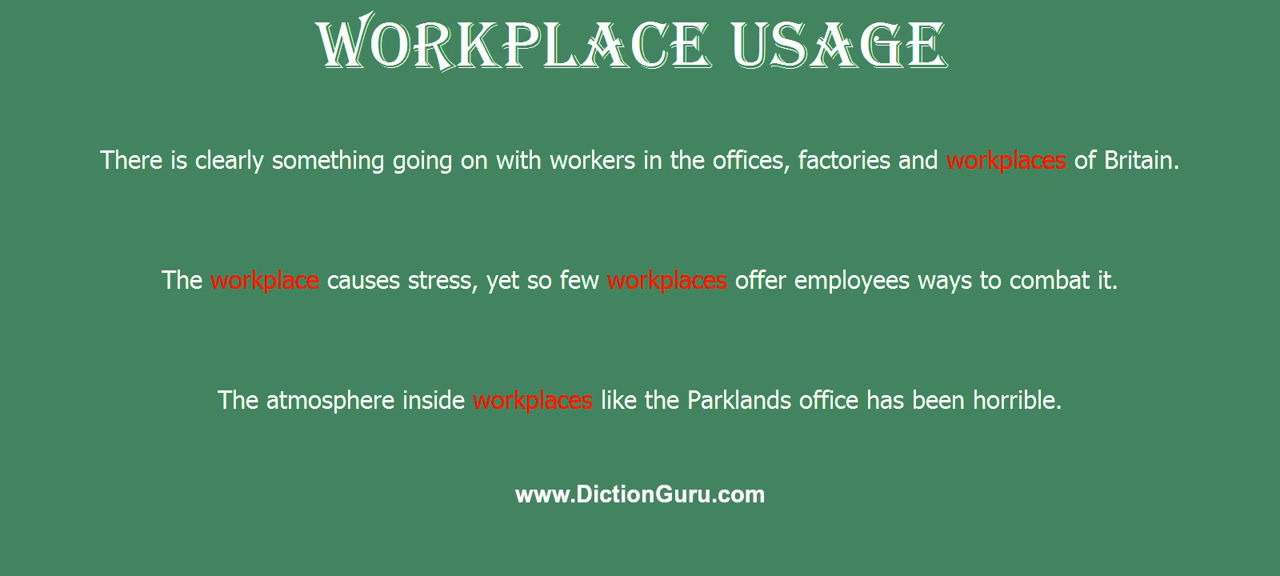 WORKPLACE USAGE
There is clearly something going on with workers in the offices, factories and workplaces of Britain.
The workplace causes stress, yet so few workplaces offer employees ways to combat it.
The atmosphere inside workplaces like the Parklands office has been horrible.
www.DictionGuru.com